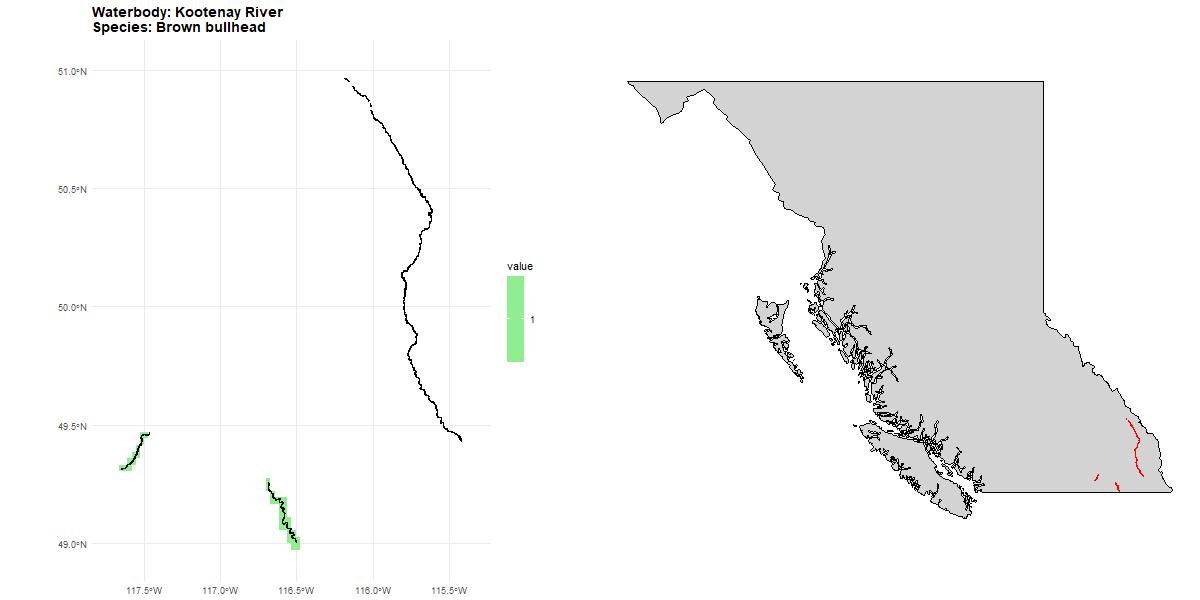 Waterbody: Kootenay River
Species: Brown bullhead
51.0°N
50.5°N
50.0°N
49.5°N
49.0°N
117.5°W 117.0°W 116.5°W 116.0°W 115.5°W
value
1